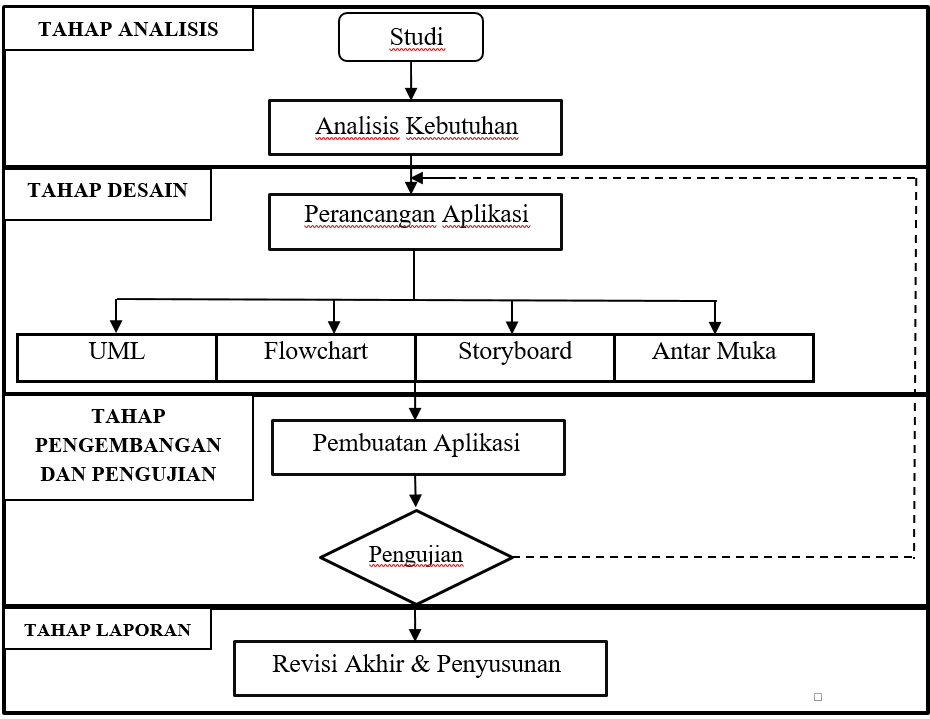 TAHAP ANALISIS
Studi
Analisis Kebutuhan
TAHAP DESAIN
Perancangan Aplikasi
UML
Flowchart
Storyboard
Antar Muka
TAHAP
PENGEMBANGAN
DAN PENGUJIAN
Pembuatan Aplikasi
Pengujian
TAHAP LAPORAN
Revisi Akhir & Penyusunan